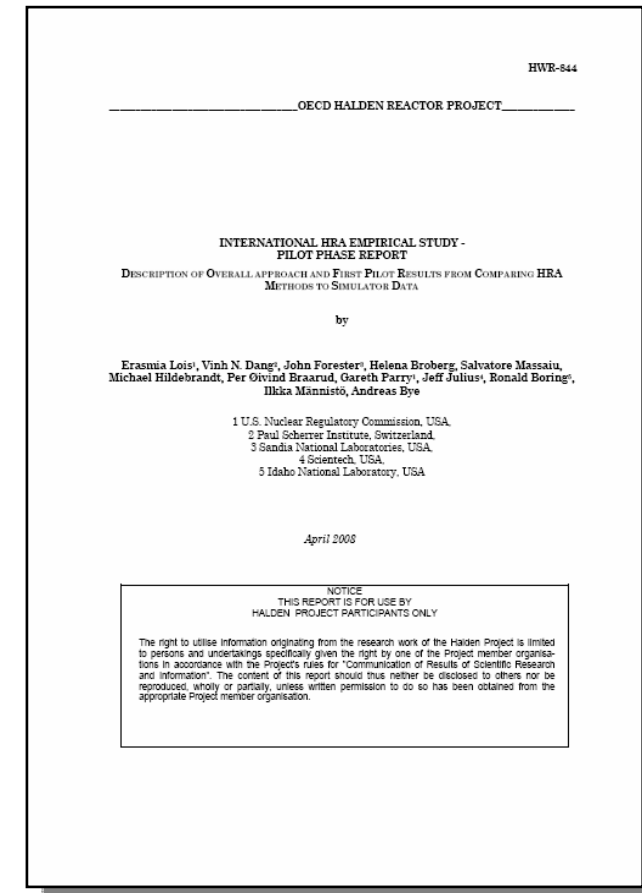 HWR-844
OECD HALDEN REACTOR PROJECT
INTERNATIONAL HRA EMPIRICAL STUDY -
PILOT PHASE REPORT
DESCRIPTION OF OVERALL APPROACH AND FIRST PILOT RESULTS FROM COMPARING HRA
METHODS TO SIMULATOR DATA
by
Erasmia Lois¹, Vinh N. Dang², John Forester³, Helena Broberg, Salvatore Massaiu,
Michael Hildebrandt, Per Øivind Braarud, Gareth Parry¹, Jeff Julius⁴, Ronald Boring⁵,
Ilkka Männistö, Andreas Bye
1 U.S. Nuclear Regulatory Commission, USA,
2 Paul Scherrer Institute, Switzerland,
3 Sandia National Laboratories, USA,
4 Scientech, USA,
5 Idaho National Laboratory, USA
April 2008
NOTICE
THIS REPORT IS FOR USE BY
HALDEN PROJECT PARTICIPANTS ONLY
The right to utilise information originating from the research work of the Halden Project is limited
to persons and undertakings specifically given the right by one of the Project member organisa-
tions in accordance with the Project's rules for "Communication of Results of Scientific Research
and Information". The content of this report should thus neither be disclosed to others nor be
reproduced, wholly or partially, unless written permission to do so has been obtained from the
appropriate Project member organisation.